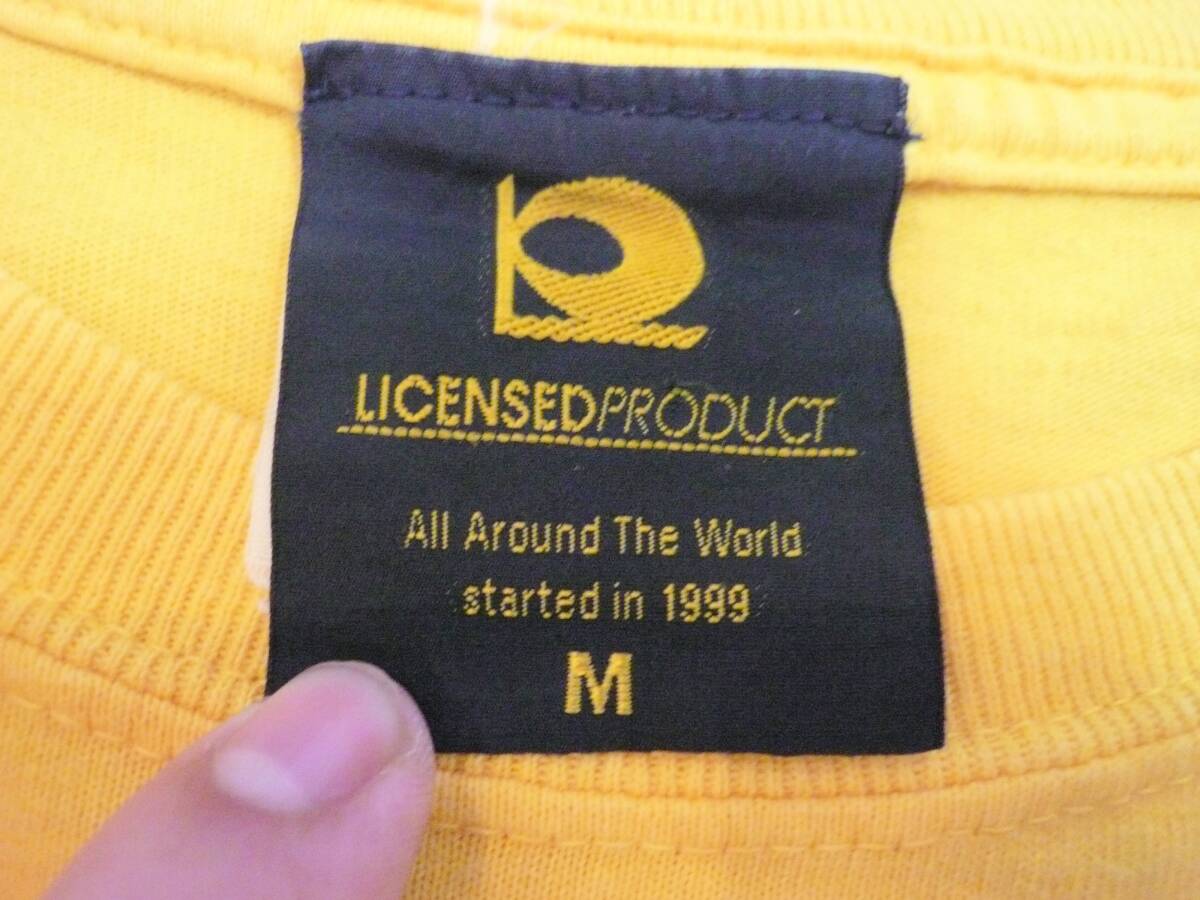 LICENSEDPRODUCT
All Around The World
started in 1999
M